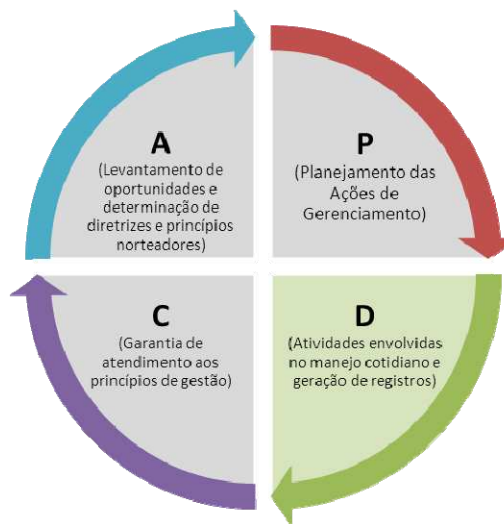 A
(Levantamento de
oportunidades e
determinação de
diretrizes e princípios
norteadores)
P
(Planejamento das
Ações de
Gerenciamento)
C
(Garantia de
atendimento aos
princípios de gestão)
D
(Atividades envolvidas
no manejo cotidiano e
geração de registros)